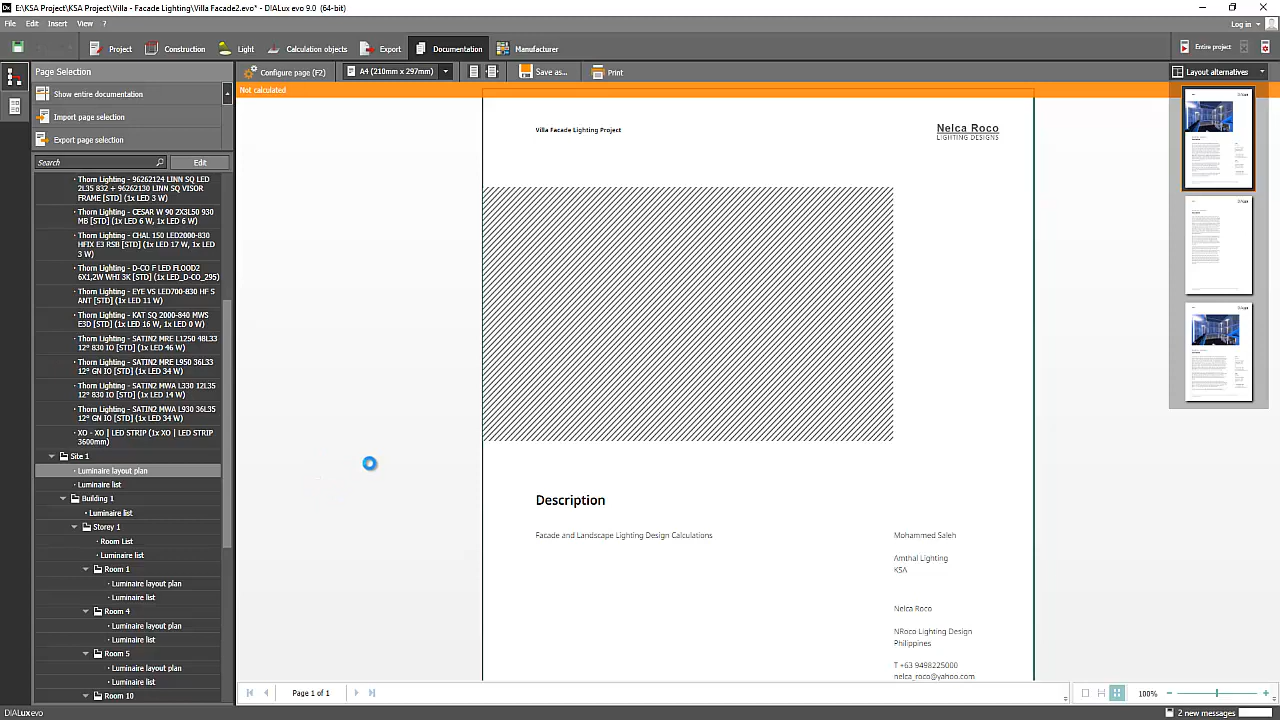 E:\KSA Project\KSA Project\Villa - Facade Lighting\Villa Facade2.evo* - DIALux evo 9.0 (64-bit)
File Edit Insert View ?
Log in
Project Construction Light Calculation objects Export Documentation Manufacturer
Entire project
Page Selection
Configure page (F2) A4 (210mm x 297mm) Save as... Print
Layout alternatives
Not calculated
Show entire documentation
Import page selection
Export page selection
Search Edit
Thorn Lighting - 96262124 LINN SQ LED
2L35 832 + 96262130 LINN SQ VISOR
FRAME [STD] (1x LED 3 W)
Thorn Lighting - CESAR W 90 2X3L50 930
MB [STD] (1x LED 6 W, 1x LED 6 W)
Thorn Lighting - CHAL 150 LED2000-830
HFIX E3 RSB [STD] (1x LED 17 W, 1x LED
3 W)
Thorn Lighting - D-CO F LED FLOOD2
6X1.2W WHI 3K [STD] (2x LED_D-CO_295)
Thorn Lighting - EYE VS LED700-830 HF S
ANT [STD] (1x LED 11 W)
Thorn Lighting - KAT SQ 2000-840 MWS
E3D [STD] (1x LED 16 W, 1x LED 0 W)
Thorn Lighting - SATIN2 MRE L1250 48L33
12° 830 IO [STD] (1x LED 46 W)
Thorn Lighting - SATIN2 MRE L950 36L33
12° GN 10 [STD] (1x LED 34 W)
Thorn Lighting - SATIN2 MWA L330 12L35
12° 830 IO [STD] (1x LED 14 W)
Thorn Lighting - SATIN2 MWA L930 36L35
12° GN IO [STD] (1x LED 34 W)
XO - XO | LED STRIP (1x XO | LED STRIP
3600mm)
Site 1
Luminaire layout plan
Luminaire list
Building 1
Luminaire list
Storey 1
Room List
Luminaire list
Room 1
Luminaire layout plan
Luminaire list
Room 4
Luminaire layout plan
Luminaire list
Room 5
Luminaire layout plan
Luminaire list
Room 10
Villa Facade Lighting Project
Nelca Roco
LIGHTING DESIGNS
Description
Facade and Landscape Lighting Design Calculations
Mohammed Saleh
Amthal Lighting
KSA
Nelca Roco
NRoco Lighting Design
Philippines
T +63 9498225000
nelca_roco@yahoo.com
Page 1 of 1
100%
DIALux evo
2 new messages